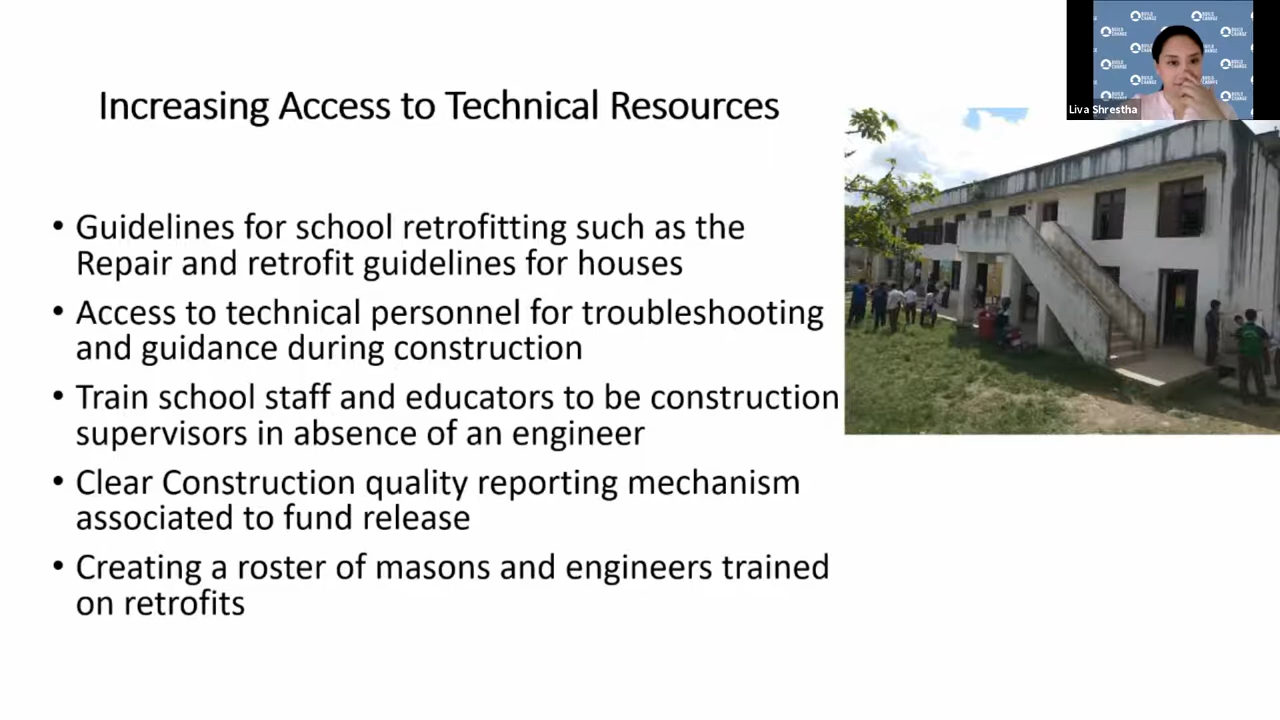 BUILD CHANGE
Liva Shrestha
Increasing Access to Technical Resources
• Guidelines for school retrofitting such as the
Repair and retrofit guidelines for houses
• Access to technical personnel for troubleshooting
and guidance during construction
• Train school staff and educators to be construction
supervisors in absence of an engineer
• Clear Construction quality reporting mechanism
associated to fund release
• Creating a roster of masons and engineers trained
on retrofits